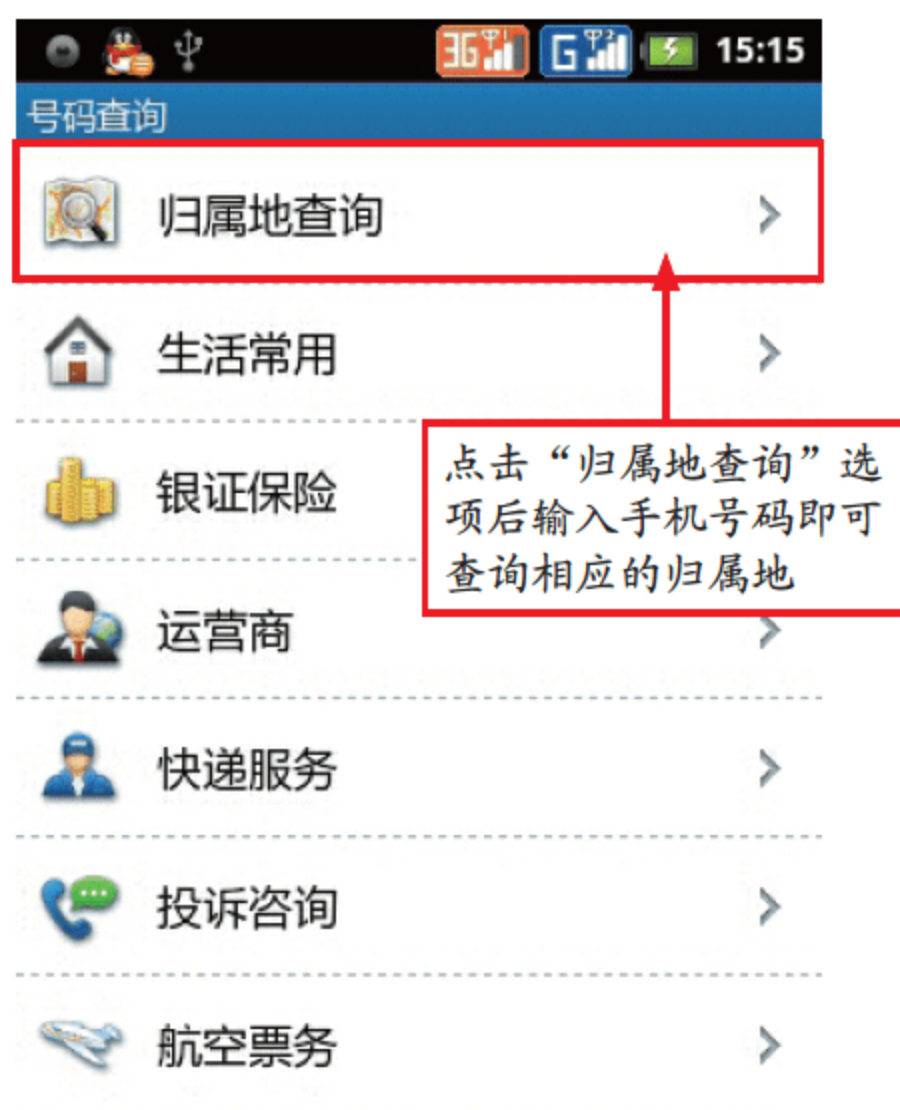 3G 1 G 2 15:15
号码查询
归属地查询
生活常用
点击“归属地查询”选
项后输入手机号码即可
查询相应的归属地
银证保险
运营商
快递服务
投诉咨询
航空票务